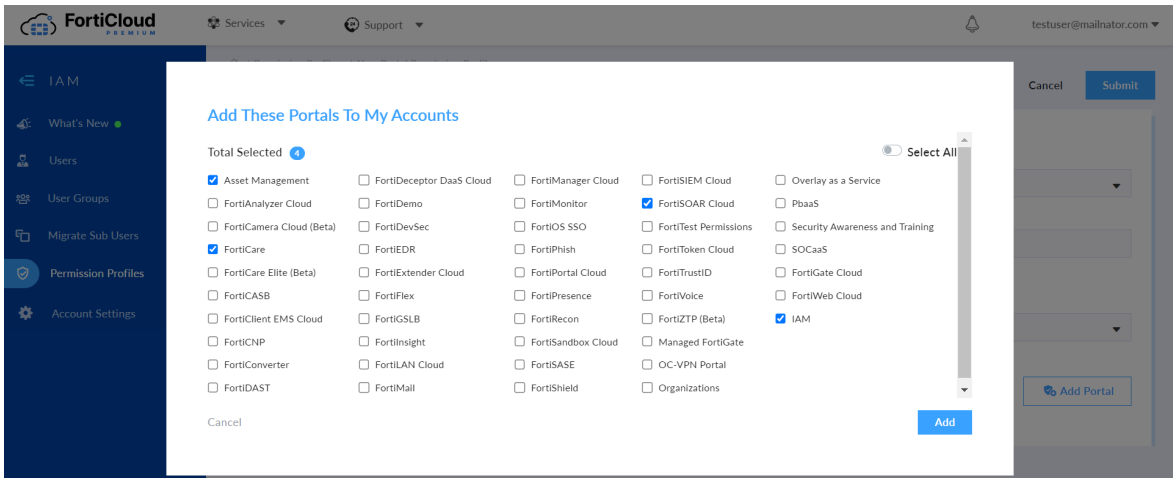 FortiCloud
PREMIUM
Services
Support
testuser@mailnator.com
IAM
What's New
Users
User Groups
Migrate Sub Users
Permission Profiles
Account Settings
Cancel
Submit
Add Portal
Add These Portals To My Accounts
Total Selected 4
Select All
Asset Management
FortiAnalyzer Cloud
FortiCamera Cloud (Beta)
FortiCare
FortiCare Elite (Beta)
FortiCASB
FortiClient EMS Cloud
FortiCNP
FortiConverter
FortiDAST
FortiDeceptor DaaS Cloud
FortiDemo
FortiDevSec
FortiEDR
FortiExtender Cloud
FortiFlex
FortiGSLB
FortiInsight
FortiLAN Cloud
FortiMail
FortiManager Cloud
FortiMonitor
FortiOS SSO
FortiPhish
FortiPortal Cloud
FortiPresence
FortiRecon
FortiSandbox Cloud
FortiSASE
FortiShield
FortiSIEM Cloud
FortiSOAR Cloud
FortiTest Permissions
FortiToken Cloud
FortiTrustID
FortiVoice
FortiZTP (Beta)
Managed FortiGate
OC-VPN Portal
Organizations
Overlay as a Service
PbaaS
Security Awareness and Training
SOCaaS
FortiGate Cloud
FortiWeb Cloud
IAM
Cancel
Add